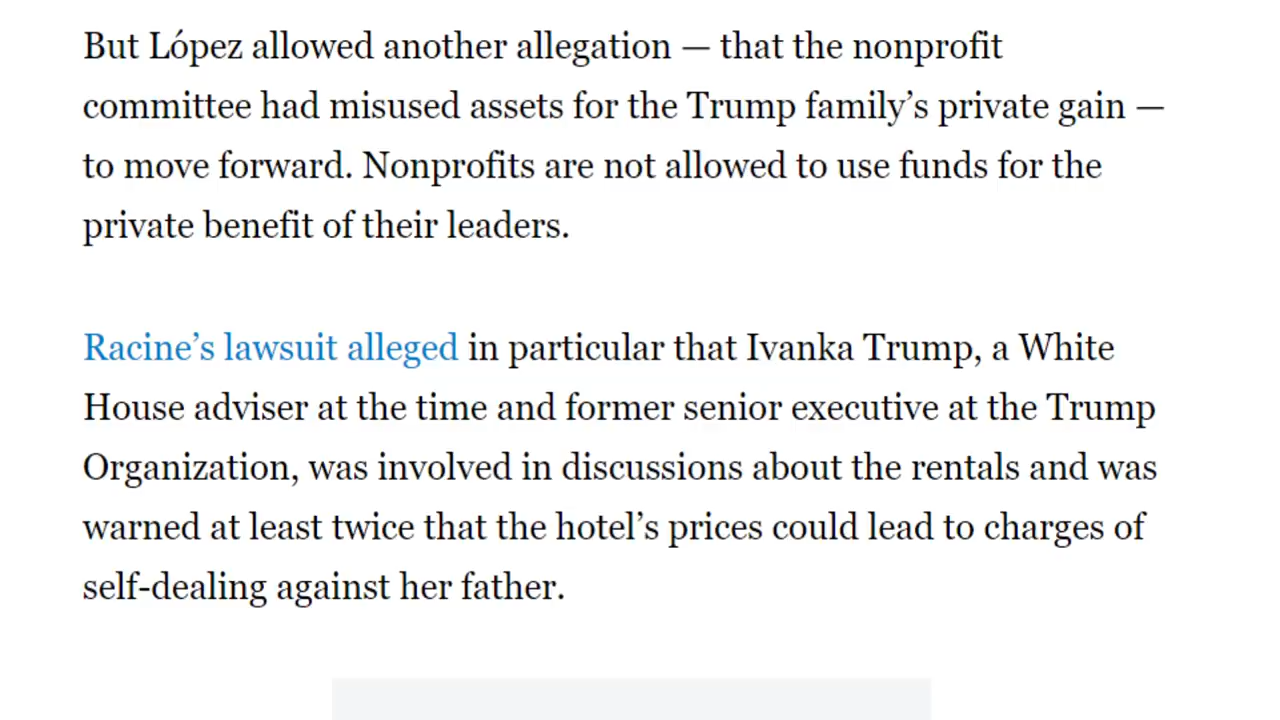 But López allowed another allegation — that the nonprofit
committee had misused assets for the Trump family’s private gain —
to move forward. Nonprofits are not allowed to use funds for the
private benefit of their leaders.
Racine’s lawsuit alleged in particular that Ivanka Trump, a White
House adviser at the time and former senior executive at the Trump
Organization, was involved in discussions about the rentals and was
warned at least twice that the hotel’s prices could lead to charges of
self-dealing against her father.